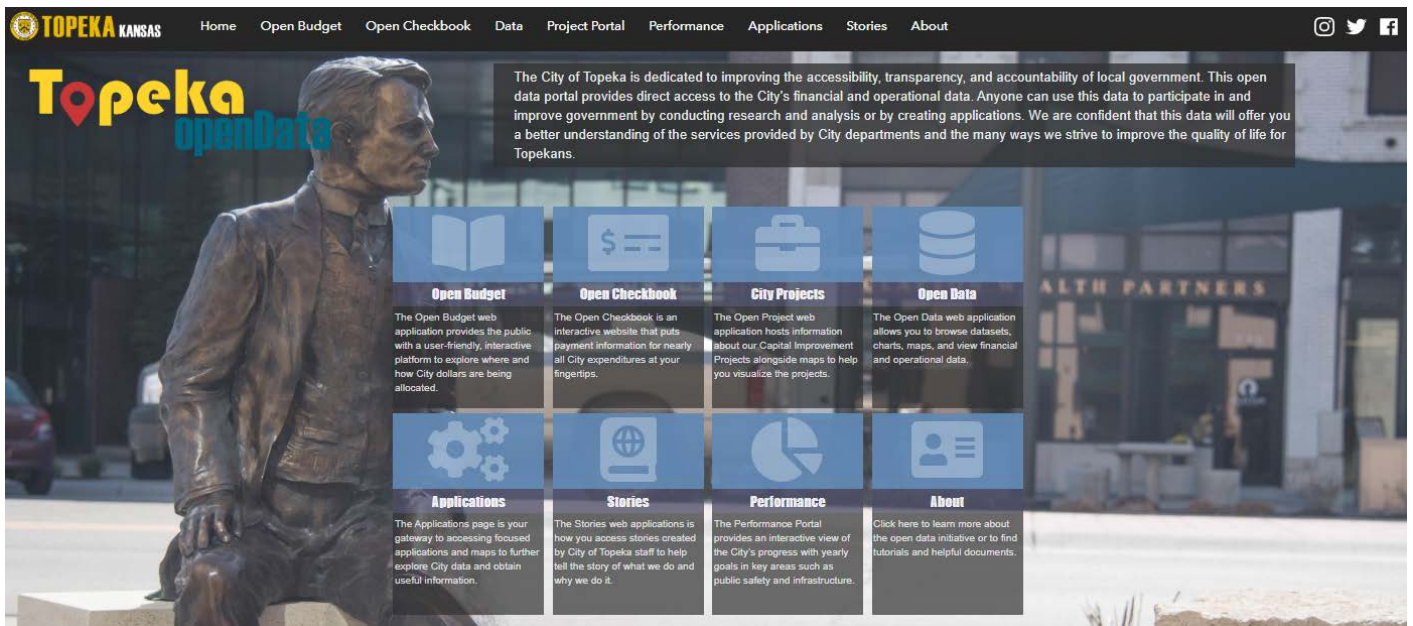 TOPEKA KANSAS
Home Open Budget Open Checkbook Data Project Portal Performance Applications Stories About
Topeka
openData
The City of Topeka is dedicated to improving the accessibility, transparency, and accountability of local government. This open
data portal provides direct access to the City's financial and operational data. Anyone can use this data to participate in and
improve government by conducting research and analysis or by creating applications. We are confident that this data will offer you
a better understanding of the services provided by City departments and the many ways we strive to improve the quality of life for
Topekans.
ALTH PARTNERS
Open Budget
The Open Budget web
application provides the public
with a user-friendly, interactive
platform to explore where and
how City dollars are being
allocated.
Open Checkbook
The Open Checkbook is an
interactive website that puts
payment information for nearly
all City expenditures at your
fingertips.
City Projects
The Open Project web
application hosts information
about our Capital Improvement
Projects alongside maps to help
you visualize the projects.
Open Data
The Open Data web application
allows you to browse datasets,
charts, maps, and view financial
and operational data.
Applications
The Applications page is your
gateway to accessing focused
applications and maps to further
explore City data and obtain
useful information.
Stories
The Stories web applications is
how you access stories created
by City of Topeka staff to help
tell the story of what we do and
why we do it.
Performance
The Performance Portal
provides an interactive view of
the City's progress with yearly
goals in key areas such as
public safety and infrastructure.
About
Click here to learn more about
the open data initiative or to find
tutorials and helpful documents.